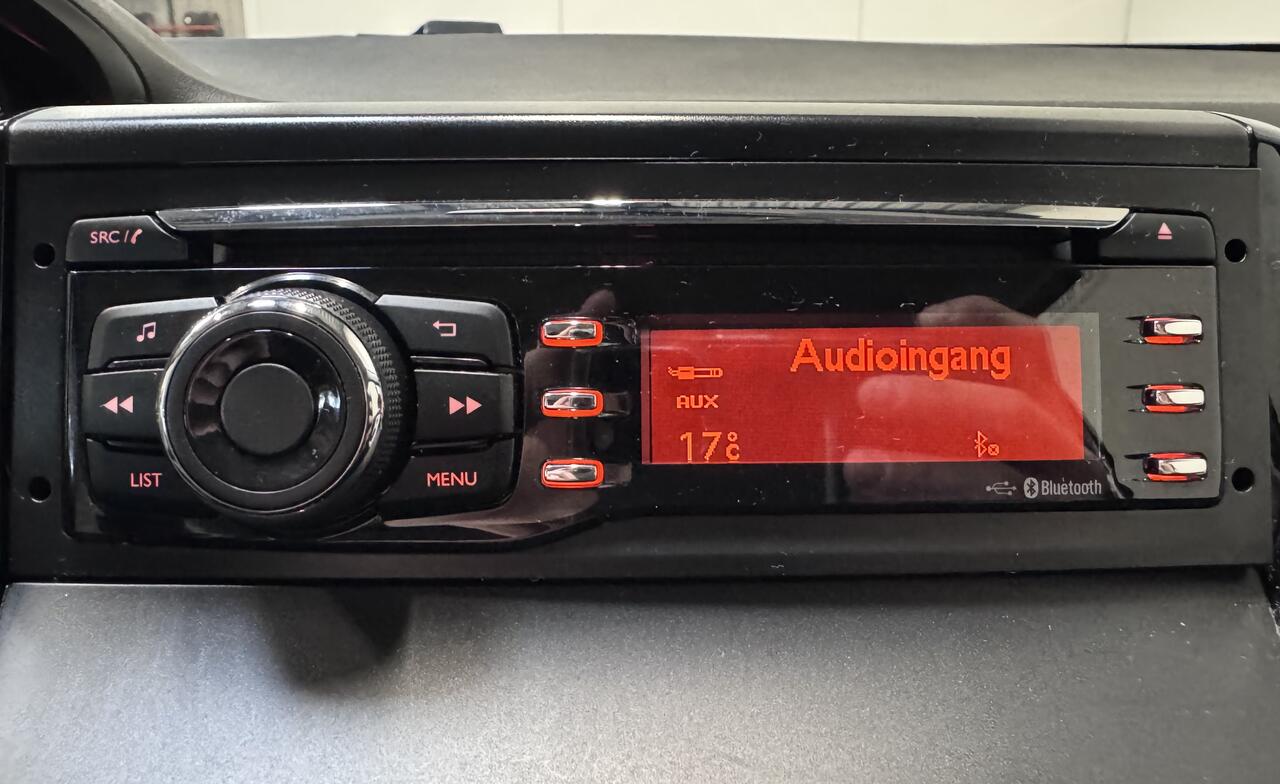 SRC /
Audioingang
AUX
17°C
LIST
MENU
Bluetooth